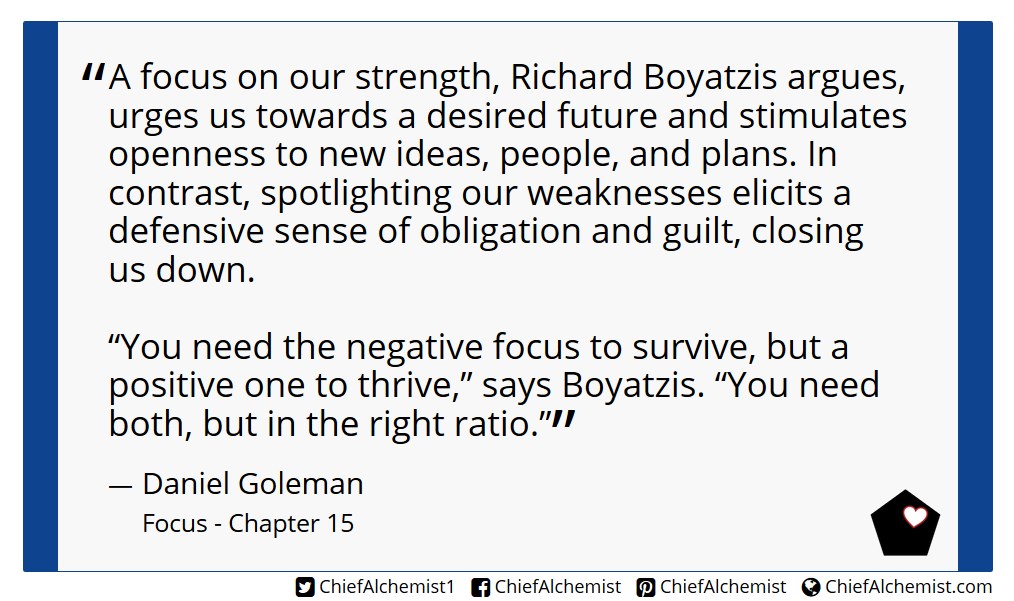 “A focus on our strength, Richard Boyatzis argues,
urges us towards a desired future and stimulates
openness to new ideas, people, and plans. In
contrast, spotlighting our weaknesses elicits a
defensive sense of obligation and guilt, closing
us down.
“You need the negative focus to survive, but a
positive one to thrive,” says Boyatzis. “You need
both, but in the right ratio.””
— Daniel Goleman
Focus - Chapter 15
ChiefAlchemist1 ChiefAlchemist ChiefAlchemist ChiefAlchemist.com